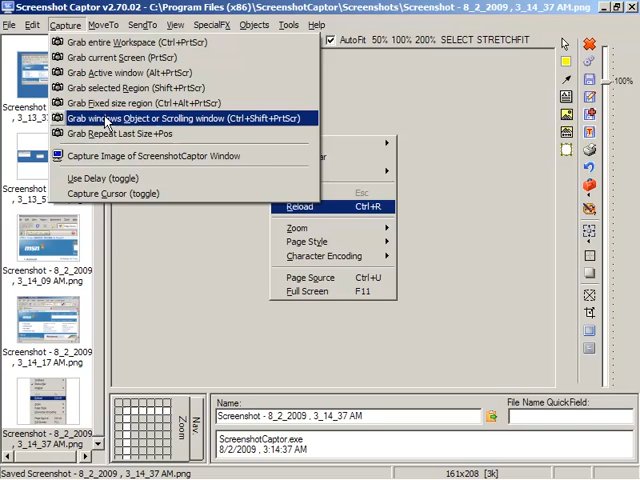 Screenshot Captor v2.70.02 - C:\Program Files (x86)\ScreenshotCaptor\Screenshots\Screenshot - 8_2_2009 , 3_14_37 AM.png
File Edit Capture MoveTo SendTo View SpecialFX Objects Tools Help
AutoFit 50% 100% 200% SELECT STRETCHFIT
Grab entire Workspace (Ctrl+PrtScr)
Grab current Screen (PrtScr)
Grab Active window (Alt+PrtScr)
Grab selected Region (Shift+PrtScr)
Grab Fixed size region (Ctrl+Alt+PrtScr)
Grab windows Object or Scrolling window (Ctrl+Shift+PrtScr)
Grab Repeat Last Size+Pos
Capture Image of ScreenshotCaptor Window
Use Delay (toggle)
Capture Cursor (toggle)
100%
Esc
Reload Ctrl+R
Zoom
Page Style
Character Encoding
Page Source Ctrl+U
Full Screen F11
Screenshot - 8_2_2009 , 3_14_09 AM.png
Screenshot - 8_2_2009 , 3_14_17 AM.png
Screenshot - 8_2_2009 , 3_14_37 AM.png
Zoom
Nav.
Name:
Screenshot - 8_2_2009 , 3_14_37 AM
File Name QuickField:
ScreenshotCaptor.exe
8/2/2009 , 3:14:37 AM
Saved Screenshot - 8_2_2009 , 3_14_37 AM.png
161x208 [3k]